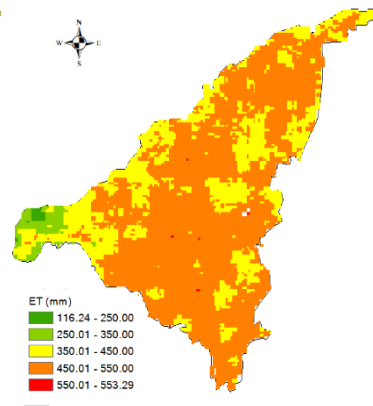 N
W E
S
ET (mm)
116.24 - 250.00
250.01 - 350.00
350.01 - 450.00
450.01 - 550.00
550.01 - 553.29